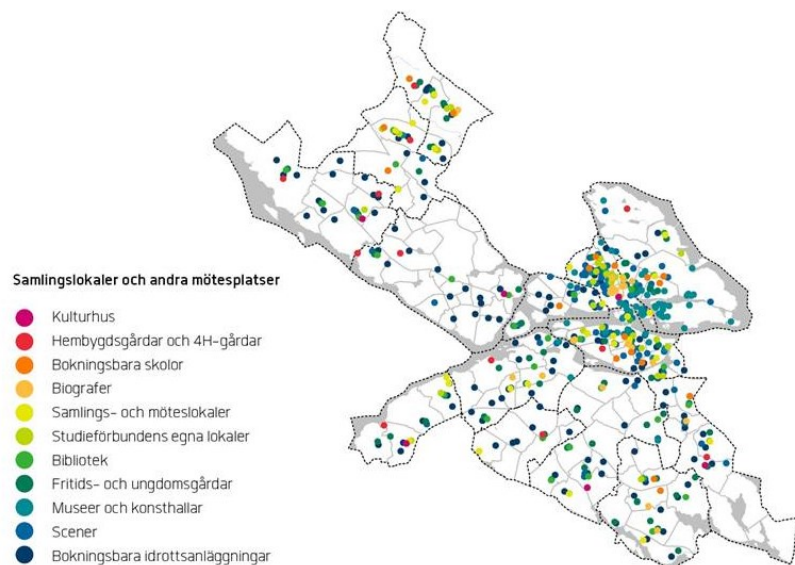 Samlingslokaler och andra mötesplatser
Kulturhus
Hembygdsgårdar och 4H-gårdar
Bokningsbara skolor
Biografer
Samlings- och möteslokaler
Studieförbundens egna lokaler
Bibliotek
Fritids- och ungdomsgårdar
Museer och konsthallar
Scener
Bokningsbara idrottsanläggningar